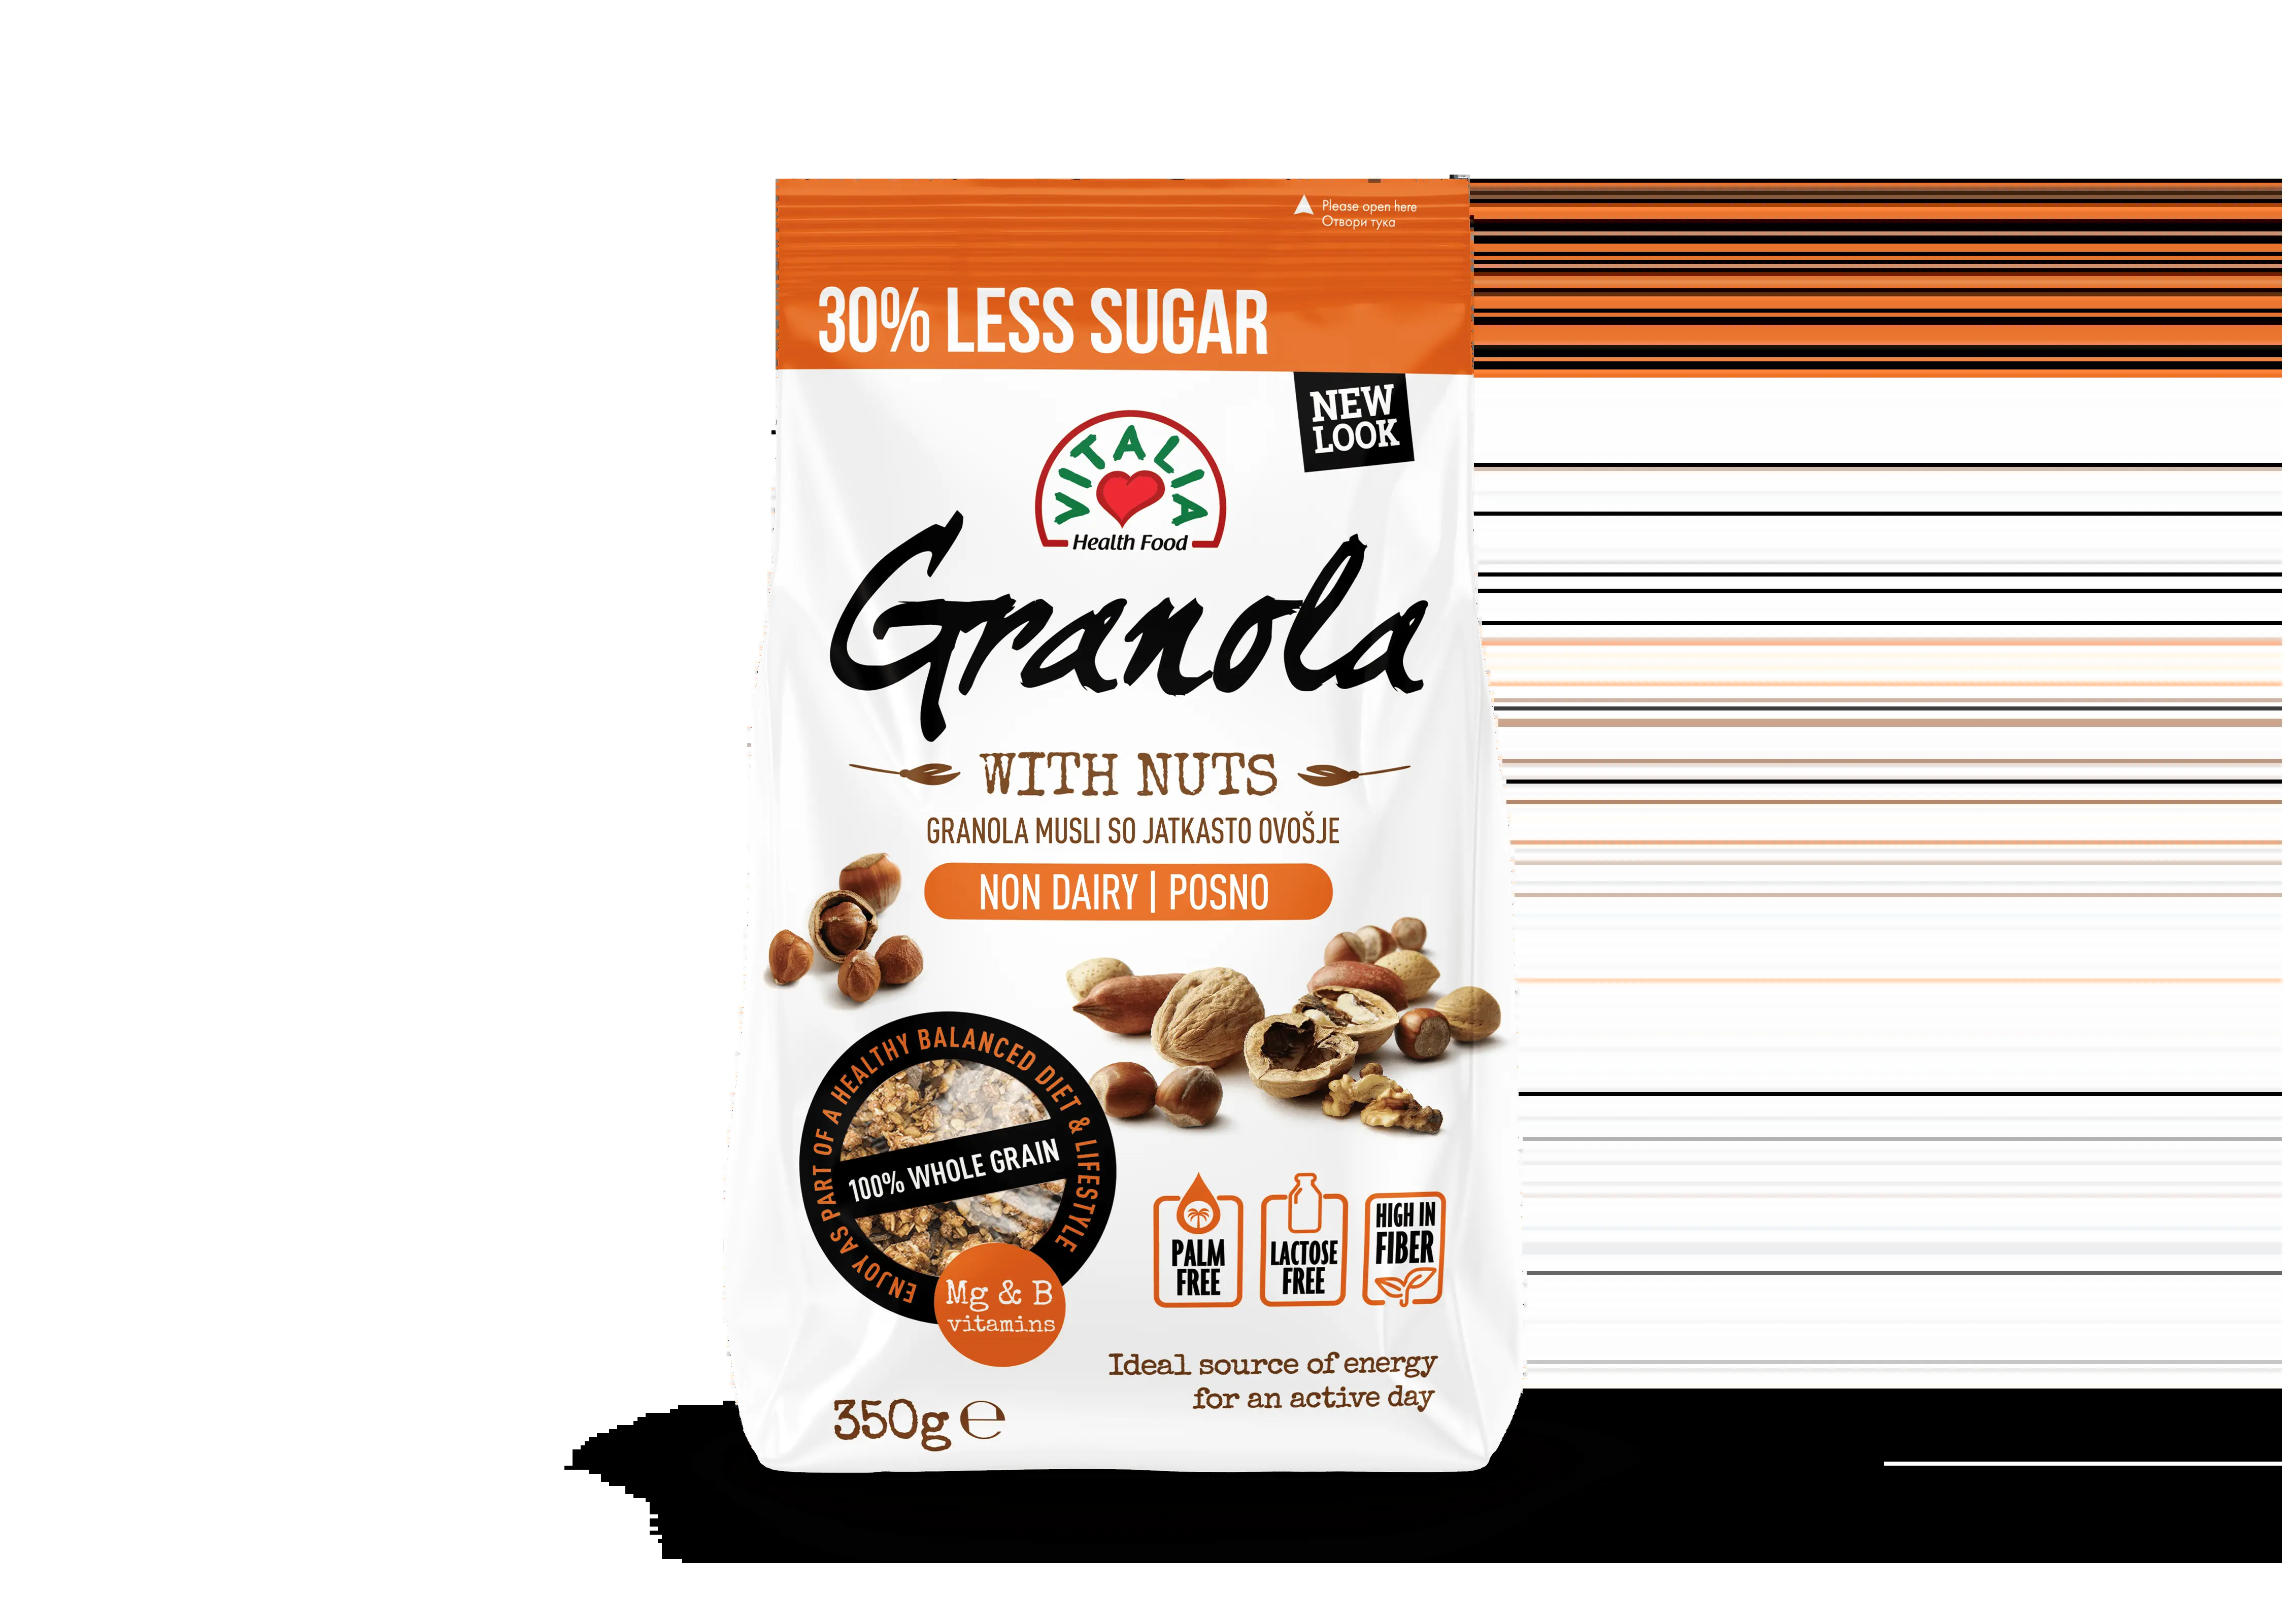 Please open here
Отвори тука
30% LESS SUGAR
NEW
LOOK
VITALIA
Health Food
Granola
WITH NUTS
GRANOLA MUSLI SO JATKASTO OVOŠJE
NON DAIRY | POSNO
ENJOY AS PART OF A HEALTHY BALANCED DIET & LIFESTYLE
100% WHOLE GRAIN
Mg & B
vitamins
PALM
FREE
LACTOSE
FREE
HIGH IN
FIBER
Ideal source of energy
for an active day
350g ℮